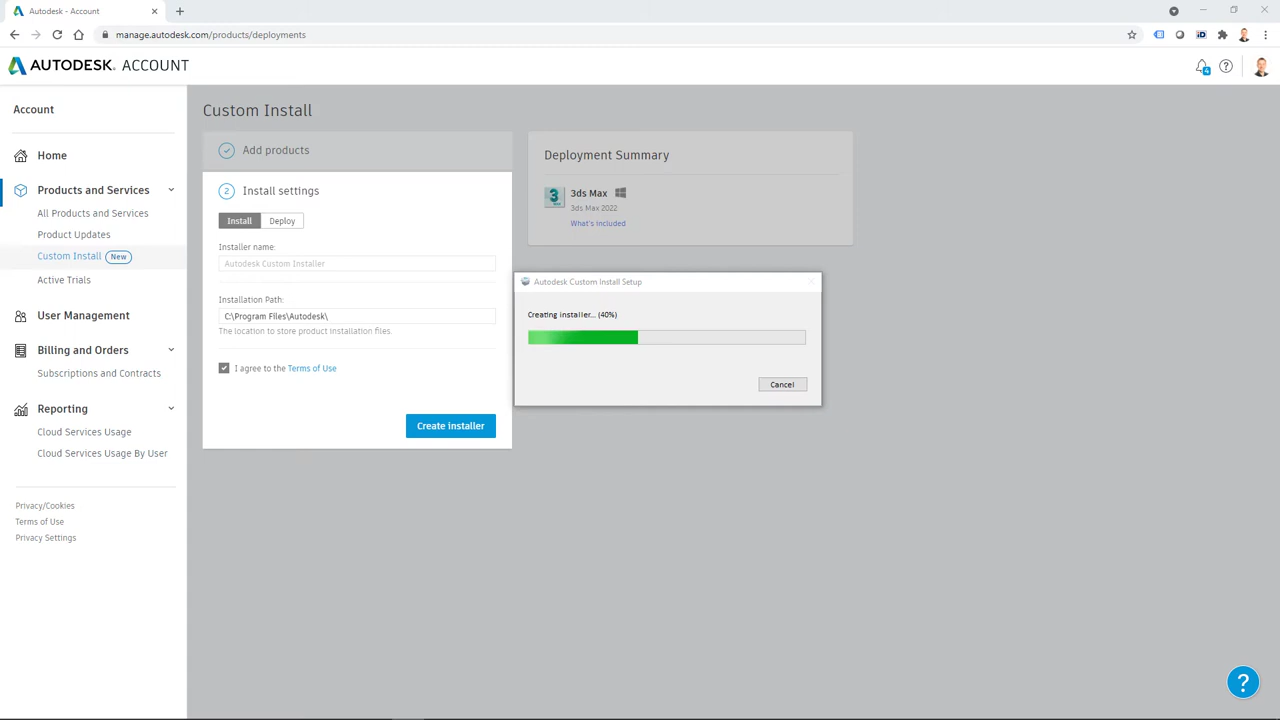 Autodesk - Account
manage.autodesk.com/products/deployments
AUTODESK. ACCOUNT
4
Account
Home
Products and Services
All Products and Services
Product Updates
Custom Install New
Active Trials
User Management
Billing and Orders
Subscriptions and Contracts
Reporting
Cloud Services Usage
Cloud Services Usage By User
Privacy/Cookies
Terms of Use
Privacy Settings
Custom Install
Add products
2 Install settings
Install Deploy
Installer name:
Autodesk Custom Installer
Installation Path:
C:\Program Files\Autodesk\
The location to store product installation files.
I agree to the Terms of Use
Create installer
Deployment Summary
3 3ds Max
3ds Max 2022
What's included
Autodesk Custom Install Setup
Creating installer... (40%)
Cancel
?